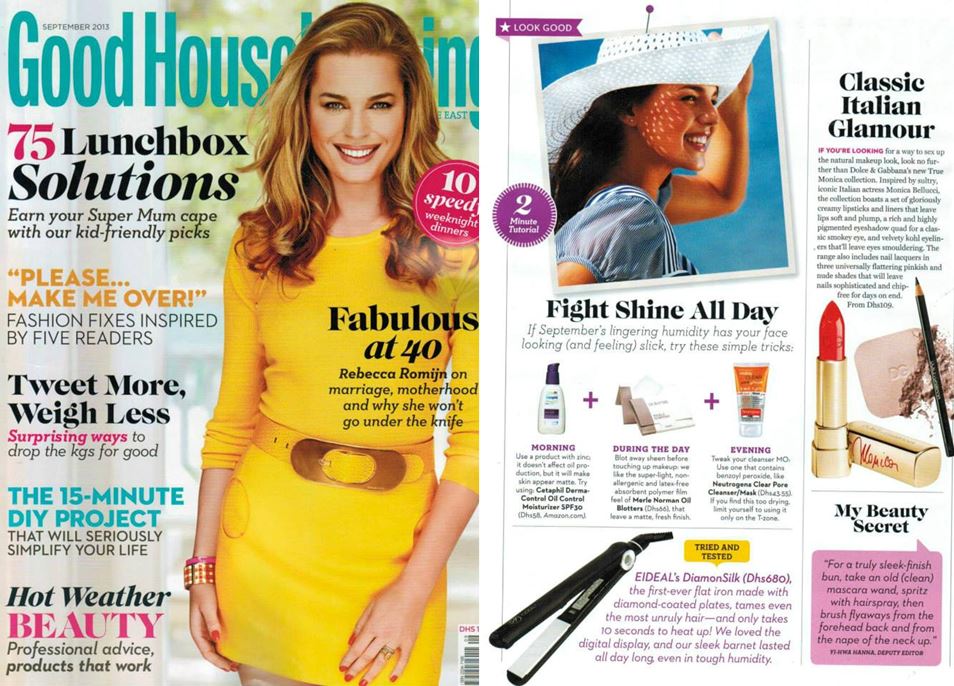 SEPTEMBER 2013
Good House
ing
E EAST
75 Lunchbox
Solutions
Earn your Super Mum cape
with our kid-friendly picks
10
speedy
weeknight
dinners
"PLEASE...
MAKE ME OVER!"
FASHION FIXES INSPIRED
BY FIVE READERS
Fabulous
at 40
Rebecca Romijn on
marriage, motherhood
and why she won't
go under the knife
Tweet More,
Weigh Less
Surprising ways to
drop the kgs for good
THE 15-MINUTE
DIY PROJECT
THAT WILL SERIOUSLY
SIMPLIFY YOUR LIFE
Hot Weather
BEAUTY
Professional advice,
products that work
DHS 1
★ LOOK GOOD
2
Minute
Tutorial
Fight Shine All Day
If September's lingering humidity has your face
looking (and feeling) slick, try these simple tricks:
+
+
MORNING
Use a product with zinc;
it doesn't affect oil pro-
duction, but it will make
skin appear matte. Try
using: Cetaphil Derma-
Control Oil Control
Moisturizer SPF30
(Dhs58, Amazon.com).
DURING THE DAY
Blot away sheen before
touching up makeup: we
like the super-light, non-
allergenic and latex-free
absorbent polymer film
feel of Merle Norman Oil
Blotters (Dhs86), that
leave a matte, fresh finish.
EVENING
Tweak your cleanser MO:
Use one that contains
benzoyl peroxide, like
Neutrogena Clear Pore
Cleanser/Mask (Dhs43.55).
If you find this too drying,
limit yourself to using it
only on the T-zone.
TRIED AND
TESTED
EIDEAL's DiamonSilk (Dhs680),
the first-ever flat iron made with
diamond-coated plates, tames even
the most unruly hair—and only takes
10 seconds to heat up! We loved the
digital display, and our sleek barnet lasted
all day long, even in tough humidity.
Classic
Italian
Glamour
IF YOU'RE LOOKING for a way to sex up
the natural makeup look, look no fur-
ther than Dolce & Gabbana's new True
Monica collection. Inspired by sultry,
iconic Italian actress Monica Bellucci,
the collection boasts a set of gloriously
creamy lipsticks and liners that leave
lips soft and plump, a rich and highly
pigmented eyeshadow quad for a clas-
sic smokey eye, and velvety kohl eyelin-
ers that'll leave eyes smouldering. The
range also includes nail lacquers in
three universally flattering pinkish and
nude shades that will leave
nails sophisticated and chip-
free for days on end.
From Dhs109.
DG
Monica
My Beauty
Secret
"For a truly sleek-finish
bun, take an old (clean)
mascara wand, spritz
with hairspray, then
brush flyaways from the
forehead back and from
the nape of the neck up."
YI-HWA HANNA, DEPUTY EDITOR